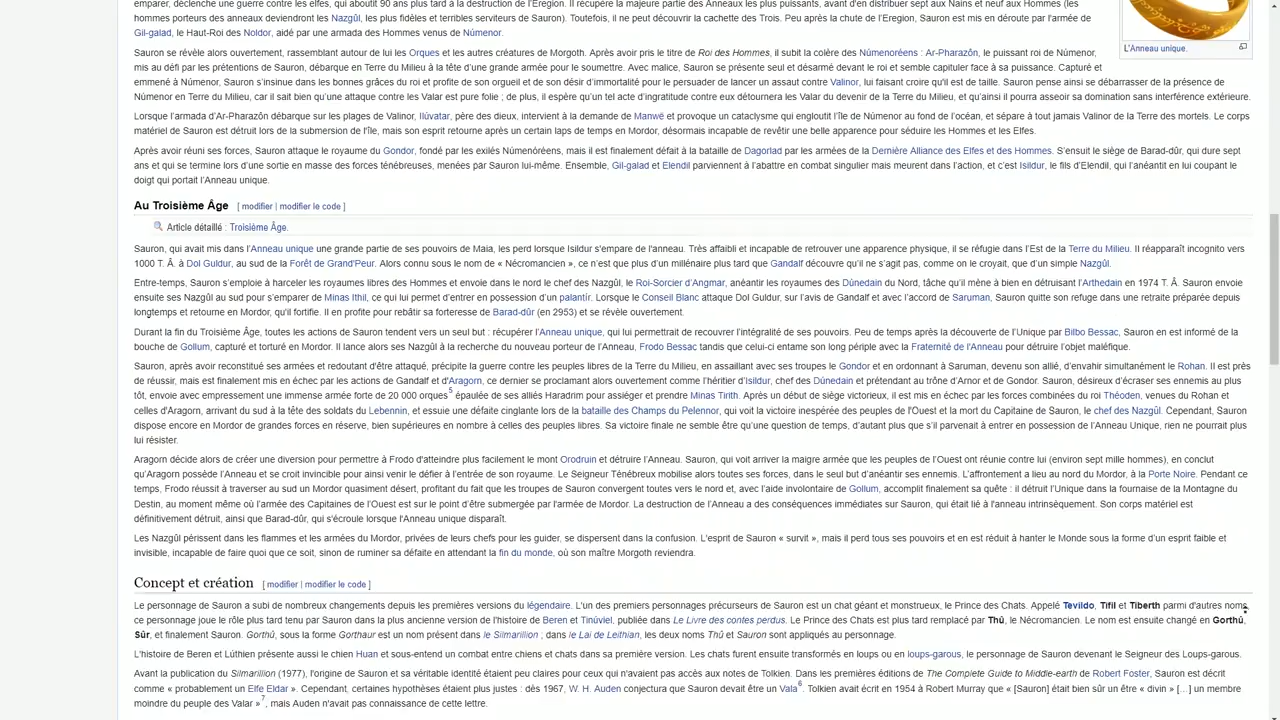 emparer, déclenche une guerre contre les elfes, qui aboutit 90 ans plus tard à la destruction de l'Eregion. Il récupère la majeure partie des Anneaux les plus puissants, avant d'en distribuer sept aux Nains et neuf aux Hommes (les
hommes porteurs des anneaux deviendront les Nazgûl, les plus fidèles et terribles serviteurs de Sauron). Toutefois, il ne peut découvrir la cachette des Trois. Peu après la chute de l'Eregion, Sauron est mis en déroute par l'armée de
Gil-galad, le Haut-Roi des Noldor, aidé par une armada des Hommes venus de Númenor.
L'Anneau unique.
Sauron se révèle alors ouvertement, rassemblant autour de lui les Orques et les autres créatures de Morgoth. Après avoir pris le titre de Roi des Hommes, il subit la colère des Númenoréens : Ar-Pharazôn, le puissant roi de Númenor,
mis au défi par les prétentions de Sauron, débarque en Terre du Milieu à la tête d'une grande armée pour le soumettre. Avec malice, Sauron se présente seul et désarmé devant le roi et semble capituler face à sa puissance. Capturé et
emmené à Númenor, Sauron s'insinue dans les bonnes grâces du roi et profite de son orgueil et de son désir d'immortalité pour le persuader de lancer un assaut contre Valinor, lui faisant croire qu'il est de taille. Sauron pense ainsi se débarrasser de la présence de
Númenor en Terre du Milieu, car il sait bien qu'une attaque contre les Valar est pure folie ; de plus, il espère qu'un tel acte d'ingratitude contre eux détournera les Valar du devenir de la Terre du Milieu, et qu'ainsi il pourra asseoir sa domination sans interférence extérieure.
Lorsque l'armada d'Ar-Pharazôn débarque sur les plages de Valinor, Ilúvatar, père des dieux, intervient à la demande de Manwë et provoque un cataclysme qui engloutit l'île de Númenor au fond de l'océan, et sépare à tout jamais Valinor de la Terre des mortels. Le corps
matériel de Sauron est détruit lors de la submersion de l'île, mais son esprit retourne après un certain laps de temps en Mordor, désormais incapable de revêtir une belle apparence pour séduire les Hommes et les Elfes.
Après avoir réuni ses forces, Sauron attaque le royaume du Gondor, fondé par les exilés Númenóréens, mais il est finalement défait à la bataille de Dagorlad par les armées de la Dernière Alliance des Elfes et des Hommes. S'ensuit le siège de Barad-dûr, qui dure sept
ans et qui se termine lors d'une sortie en masse des forces ténébreuses, menées par Sauron lui-même. Ensemble, Gil-galad et Elendil parviennent à l'abattre en combat singulier mais meurent dans l'action, et c'est Isildur, le fils d'Elendil, qui l'anéantit en lui coupant le
doigt qui portait l'Anneau unique.
Au Troisième Âge [ modifier | modifier le code ]
Article détaillé : Troisième Âge.
Sauron, qui avait mis dans l'Anneau unique une grande partie de ses pouvoirs de Maia, les perd lorsque Isildur s'empare de l'anneau. Très affaibli et incapable de retrouver une apparence physique, il se réfugie dans l'Est de la Terre du Milieu. Il réapparaît incognito vers
1000 T. Â. à Dol Guldur, au sud de la Forêt de Grand'Peur. Alors connu sous le nom de « Nécromancien », ce n'est que plus d'un millénaire plus tard que Gandalf découvre qu'il ne s'agit pas, comme on le croyait, que d'un simple Nazgûl.
Entre-temps, Sauron s'emploie à harceler les royaumes libres des Hommes et envoie dans le nord le chef des Nazgûl, le Roi-Sorcier d'Angmar, anéantir les royaumes des Dúnedain du Nord, tâche qu'il mène à bien en détruisant l'Arthedain en 1974 T. Â. Sauron envoie
ensuite ses Nazgûl au sud pour s'emparer de Minas Ithil, ce qui lui permet d'entrer en possession d'un palantír. Lorsque le Conseil Blanc attaque Dol Guldur, sur l'avis de Gandalf et avec l'accord de Saruman, Sauron quitte son refuge dans une retraite préparée depuis
longtemps et retourne en Mordor, qu'il fortifie. Il en profite pour rebâtir sa forteresse de Barad-dûr (en 2953) et se révèle ouvertement.
Durant la fin du Troisième Âge, toutes les actions de Sauron tendent vers un seul but : récupérer l'Anneau unique, qui lui permettrait de recouvrer l'intégralité de ses pouvoirs. Peu de temps après la découverte de l'Unique par Bilbo Bessac, Sauron en est informé de la
bouche de Gollum, capturé et torturé en Mordor. Il lance alors ses Nazgûl à la recherche du nouveau porteur de l'Anneau, Frodo Bessac tandis que celui-ci entame son long périple avec la Fraternité de l'Anneau pour détruire l'objet maléfique.
Sauron, après avoir reconstitué ses armées et redoutant d'être attaqué, précipite la guerre contre les peuples libres de la Terre du Milieu, en assaillant avec ses troupes le Gondor et en ordonnant à Saruman, devenu son allié, d'envahir simultanément le Rohan. Il est près
de réussir, mais est finalement mis en échec par les actions de Gandalf et d'Aragorn, ce dernier se proclamant alors ouvertement comme l'héritier d'Isildur, chef des Dúnedain et prétendant au trône d'Arnor et de Gondor. Sauron, désireux d'écraser ses ennemis au plus
tôt, envoie avec empressement une immense armée forte de 20 000 orques5 épaulée de ses alliés Haradrim pour assiéger et prendre Minas Tirith. Après un début de siège victorieux, il est mis en échec par les forces combinées du roi Théoden, venues du Rohan et
celles d'Aragorn, arrivant du sud à la tête des soldats du Lebennin, et essuie une défaite cinglante lors de la bataille des Champs du Pelennor, qui voit la victoire inespérée des peuples de l'Ouest et la mort du Capitaine de Sauron, le chef des Nazgûl. Cependant, Sauron
dispose encore en Mordor de grandes forces en réserve, bien supérieures en nombre à celles des peuples libres. Sa victoire finale ne semble être qu'une question de temps, d'autant plus que s'il parvenait à entrer en possession de l'Anneau Unique, rien ne pourrait plus
lui résister.
Aragorn décide alors de créer une diversion pour permettre à Frodo d'atteindre plus facilement le mont Orodruin et détruire l'Anneau. Sauron, qui voit arriver la maigre armée que les peuples de l'Ouest ont réunie contre lui (environ sept mille hommes), en conclut
qu'Aragorn possède l'Anneau et se croit invincible pour ainsi venir le défier à l'entrée de son royaume. Le Seigneur Ténébreux mobilise alors toutes ses forces, dans le seul but d'anéantir ses ennemis. L'affrontement a lieu au nord du Mordor, à la Porte Noire. Pendant ce
temps, Frodo réussit à traverser au sud un Mordor quasiment désert, profitant du fait que les troupes de Sauron convergent toutes vers le nord et, avec l'aide involontaire de Gollum, accomplit finalement sa quête : il détruit l'Unique dans la fournaise de la Montagne du
Destin, au moment même où l'armée des Capitaines de l'Ouest est sur le point d'être submergée par l'armée de Mordor. La destruction de l'Anneau a des conséquences immédiates sur Sauron, qui était lié à l'anneau intrinsèquement. Son corps matériel est
définitivement détruit, ainsi que Barad-dûr, qui s'écroule lorsque l'Anneau unique disparaît.
Les Nazgûl périssent dans les flammes et les armées du Mordor, privées de leurs chefs pour les guider, se dispersent dans la confusion. L'esprit de Sauron « survit », mais il perd tous ses pouvoirs et en est réduit à hanter le Monde sous la forme d'un esprit faible et
invisible, incapable de faire quoi que ce soit, sinon de ruminer sa défaite en attendant la fin du monde, où son maître Morgoth reviendra.
Concept et création [ modifier | modifier le code ]
Le personnage de Sauron a subi de nombreux changements depuis les premières versions du légendaire. L'un des premiers personnages précurseurs de Sauron est un chat géant et monstrueux, le Prince des Chats. Appelé Tevildo, Tifil et Tiberth parmi d'autres noms,
ce personnage joue le rôle plus tard tenu par Sauron dans la plus ancienne version de l'histoire de Beren et Tinúviel, publiée dans Le Livre des contes perdus. Le Prince des Chats est plus tard remplacé par Thû, le Nécromancien. Le nom est ensuite changé en Gorthû,
Sûr, et finalement Sauron. Gorthû, sous la forme Gorthaur est un nom présent dans le Silmarillion ; dans le Lai de Leithian, les deux noms Thû et Sauron sont appliqués au personnage.
L'histoire de Beren et Lúthien présente aussi le chien Huan et sous-entend un combat entre chiens et chats dans sa première version. Les chats furent ensuite transformés en loups ou en loups-garous, le personnage de Sauron devenant le Seigneur des Loups-garous.
Avant la publication du Silmarillion (1977), l'origine de Sauron et sa véritable identité étaient peu claires pour ceux qui n'avaient pas accès aux notes de Tolkien. Dans les premières éditions de The Complete Guide to Middle-earth de Robert Foster, Sauron est décrit
comme « probablement un Elfe Eldar ». Cependant, certaines hypothèses étaient plus justes : dès 1967, W. H. Auden conjectura que Sauron devait être un Vala6. Tolkien avait écrit en 1954 à Robert Murray que « [Sauron] était bien sûr un être « divin » [...] un membre
moindre du peuple des Valar »7, mais Auden n'avait pas connaissance de cette lettre.